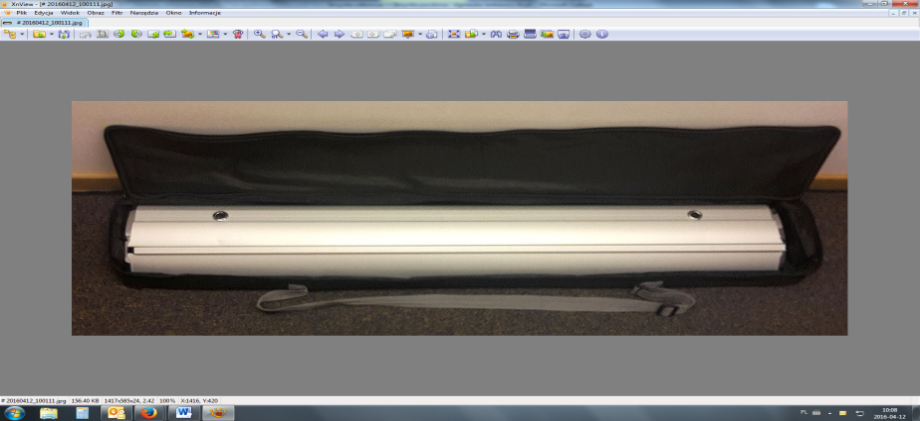 XnView - [# 20160412_100111.jpg]
Plik Edycja Widok Obraz Filtr Narzędzia Okno Informacje
# 20160412_100111.jpg
# 20160412_100111.jpg 156.40 KB 1417x585x24, 2.42 100% X:1416, Y:420
PL 10:08
2016-04-12